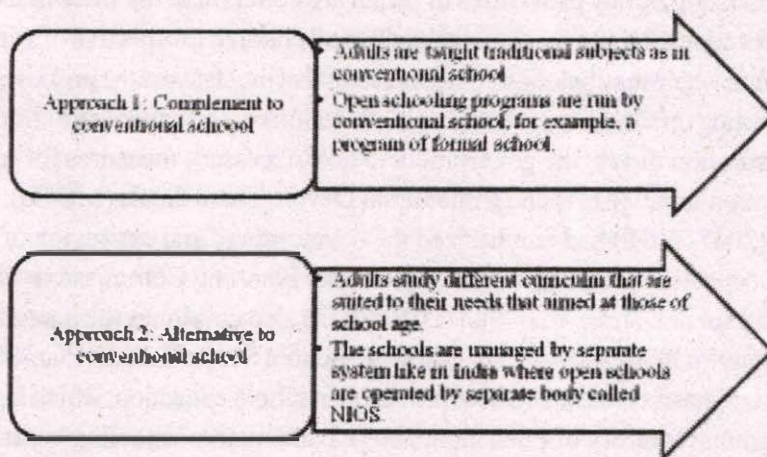 Approach 1: Complement to
conventional schoool
• Adults are taught traditional subjects as in
conventional school.
• Open schooling programs are run by
conventional school, for example, a
program of formal school.
Approach 2: Alternative to
conventional school
• Adults study different curriculum that are
suited to their needs that aimed at those of
school age.
• The schools are managed by separate
system like in India where open schools
are operated by separate body called
NIOS.